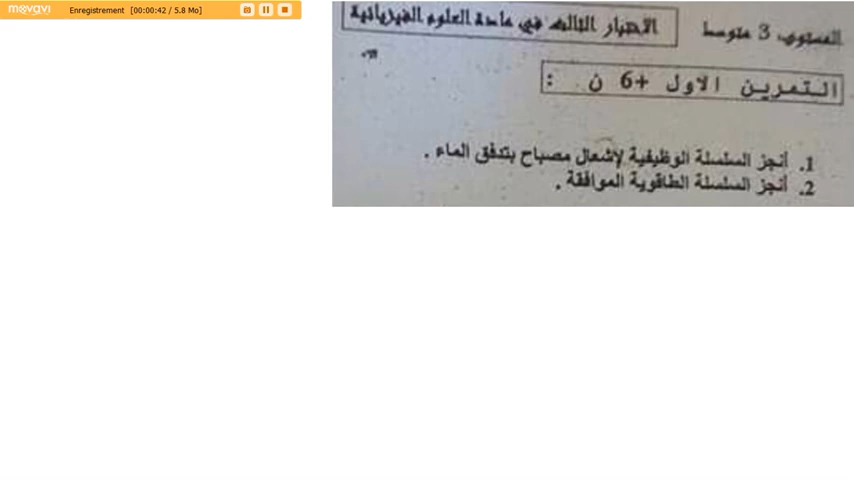 movavi Enregistrement [00:00:42 / 5.8 Mo]
المستوى 3 متوسط
الاختبار الثالث في مادة العلوم الفيزيائية
التمرين الاول +6 ن :
1. أنجز السلسلة الوظيفية لإشعال مصباح بتدفق الماء .
2. أنجز السلسلة الطاقوية الموافقة .